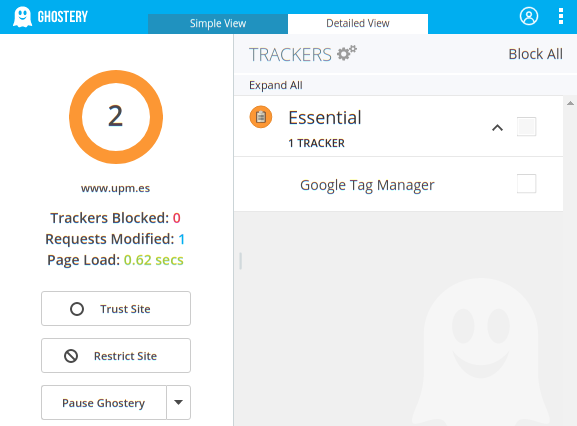 GHOSTERY
Simple View
Detailed View
2
www.upm.es
Trackers Blocked: 0
Requests Modified: 1
Page Load: 0.62 secs
Trust Site
Restrict Site
Pause Ghostery
TRACKERS
Block All
Expand All
Essential
1 TRACKER
Google Tag Manager